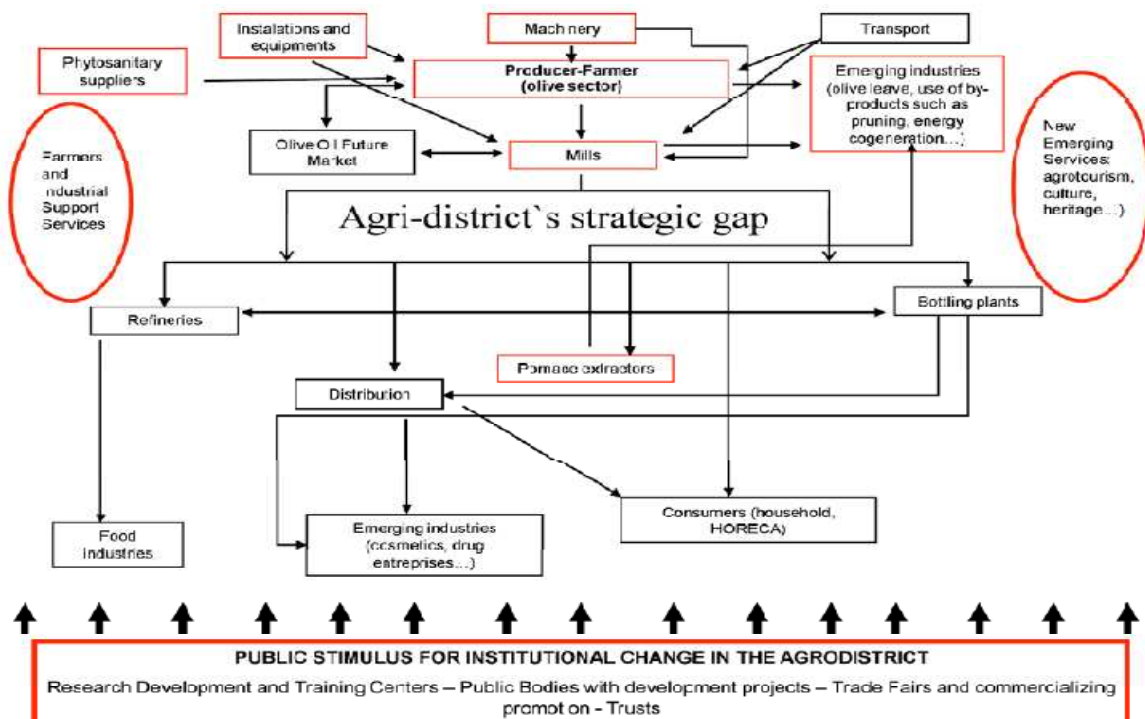 Instalations and
equipments
Machinery
Transport
Phytosanitary
suppliers
Producer-Farmer
(olive sector)
Emerging industries
(olive leave, use of by-
products such as
pruning, energy
cogeneration...)
Farmers
and
Industrial
Support
Services
Olive Oil Future
Market
Mills
New
Emerging
Services:
agrotourism,
culture,
heritage...)
Agri-district`s strategic gap
Refineries
Bottling plants
Pomace extractors
Distribution
Food
industries
Emerging industries
(cosmetics, drug
entreprises...)
Consumers (household,
HORECA)
PUBLIC STIMULUS FOR INSTITUTIONAL CHANGE IN THE AGRODISTRICT
Research Development and Training Centers – Public Bodies with development projects – Trade Fairs and commercializing
promotion - Trusts